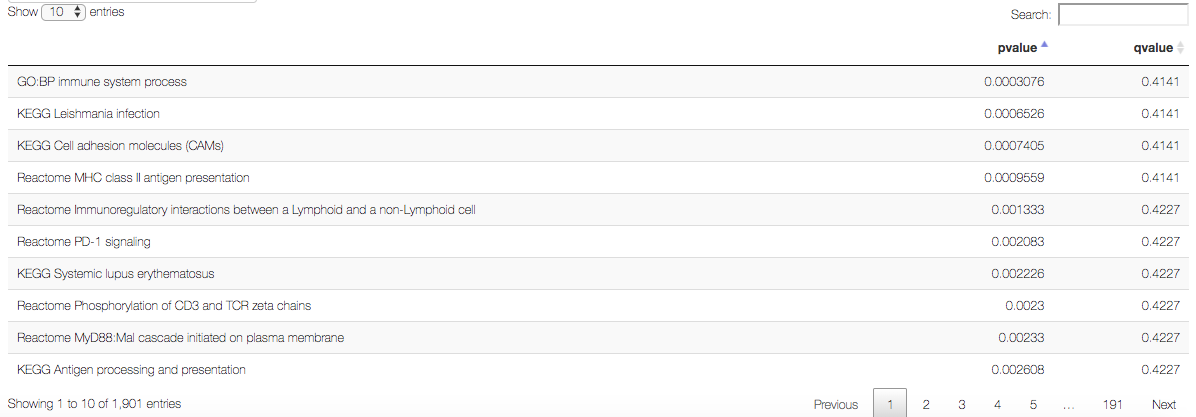 Show 10 entries
Search:
pvalue qvalue
GO:BP immune system process 0.0003076 0.4141
KEGG Leishmania infection 0.0006526 0.4141
KEGG Cell adhesion molecules (CAMs) 0.0007405 0.4141
Reactome MHC class II antigen presentation 0.0009559 0.4141
Reactome Immunoregulatory interactions between a Lymphoid and a non-Lymphoid cell 0.001333 0.4227
Reactome PD-1 signaling 0.002083 0.4227
KEGG Systemic lupus erythematosus 0.002226 0.4227
Reactome Phosphorylation of CD3 and TCR zeta chains 0.0023 0.4227
Reactome MyD88:Mal cascade initiated on plasma membrane 0.00233 0.4227
KEGG Antigen processing and presentation 0.002608 0.4227
Showing 1 to 10 of 1,901 entries
Previous 1 2 3 4 5 … 191 Next